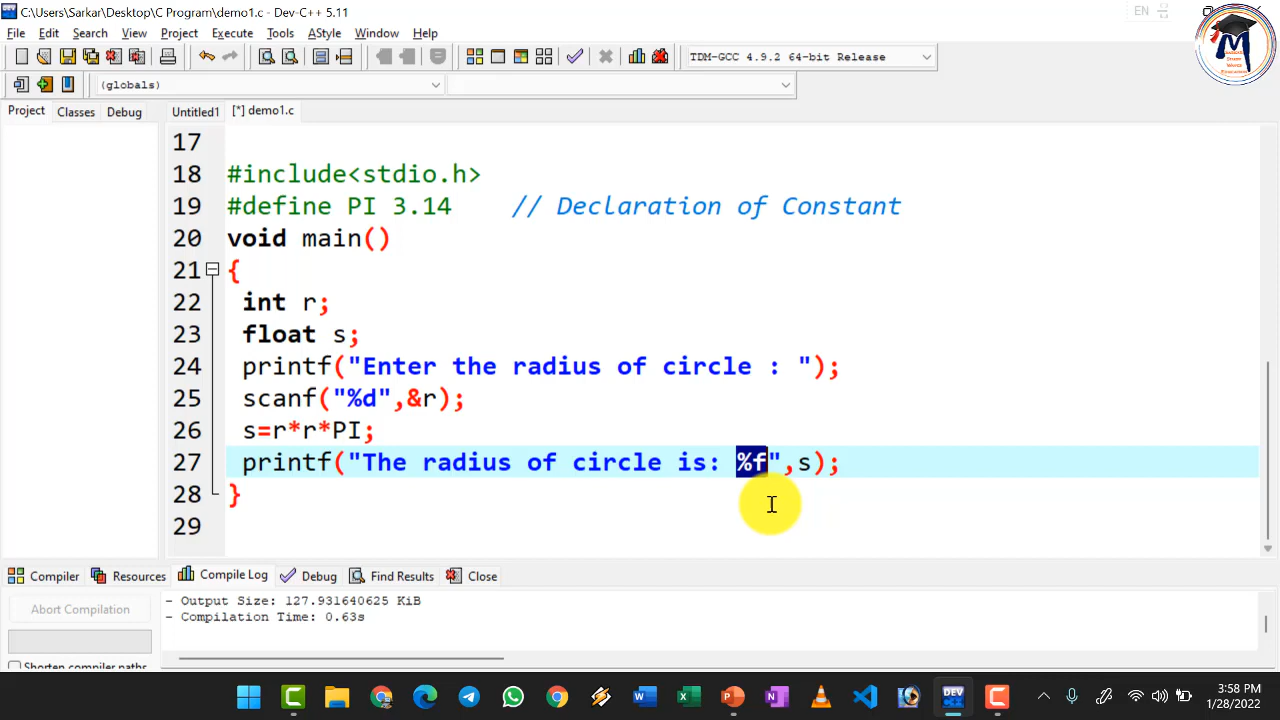 C:\Users\Sarkar\Desktop\C Program\demo1.c - Dev-C++ 5.11
EN
File Edit Search View Project Execute Tools AStyle Window Help
TDM-GCC 4.9.2 64-bit Release
(globals)
Project Classes Debug
Untitled1 [*] demo1.c
17
18 #include<stdio.h>
19 #define PI 3.14 // Declaration of Constant
20 void main()
21 {
22 int r;
23 float s;
24 printf("Enter the radius of circle : ");
25 scanf("%d",&r);
26 s=r*r*PI;
27 printf("The radius of circle is: %f",s);
28 }
29
Compiler Resources Compile Log Debug Find Results Close
Abort Compilation
Shorten compiler paths
- Output Size: 127.931640625 KiB
- Compilation Time: 0.63s
DEV C++
3:58 PM
1/28/2022